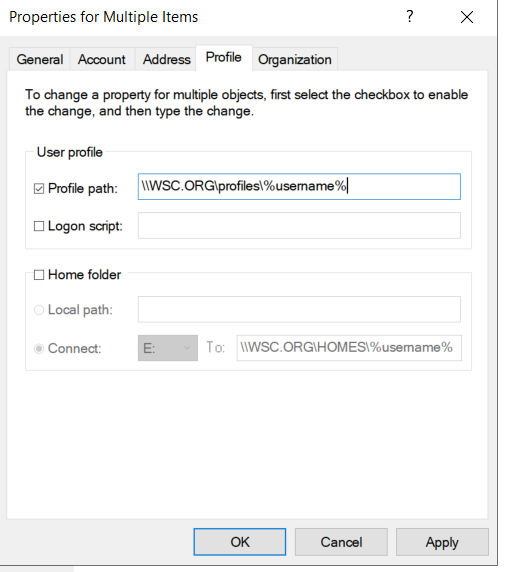 Properties for Multiple Items
?
General Account Address Profile Organization
To change a property for multiple objects, first select the checkbox to enable
the change, and then type the change.
User profile
Profile path: \\WSC.ORG\profiles\%username%
Logon script:
Home folder
Local path:
Connect: E: To: \\WSC.ORG\HOMES\%username%
OK Cancel Apply